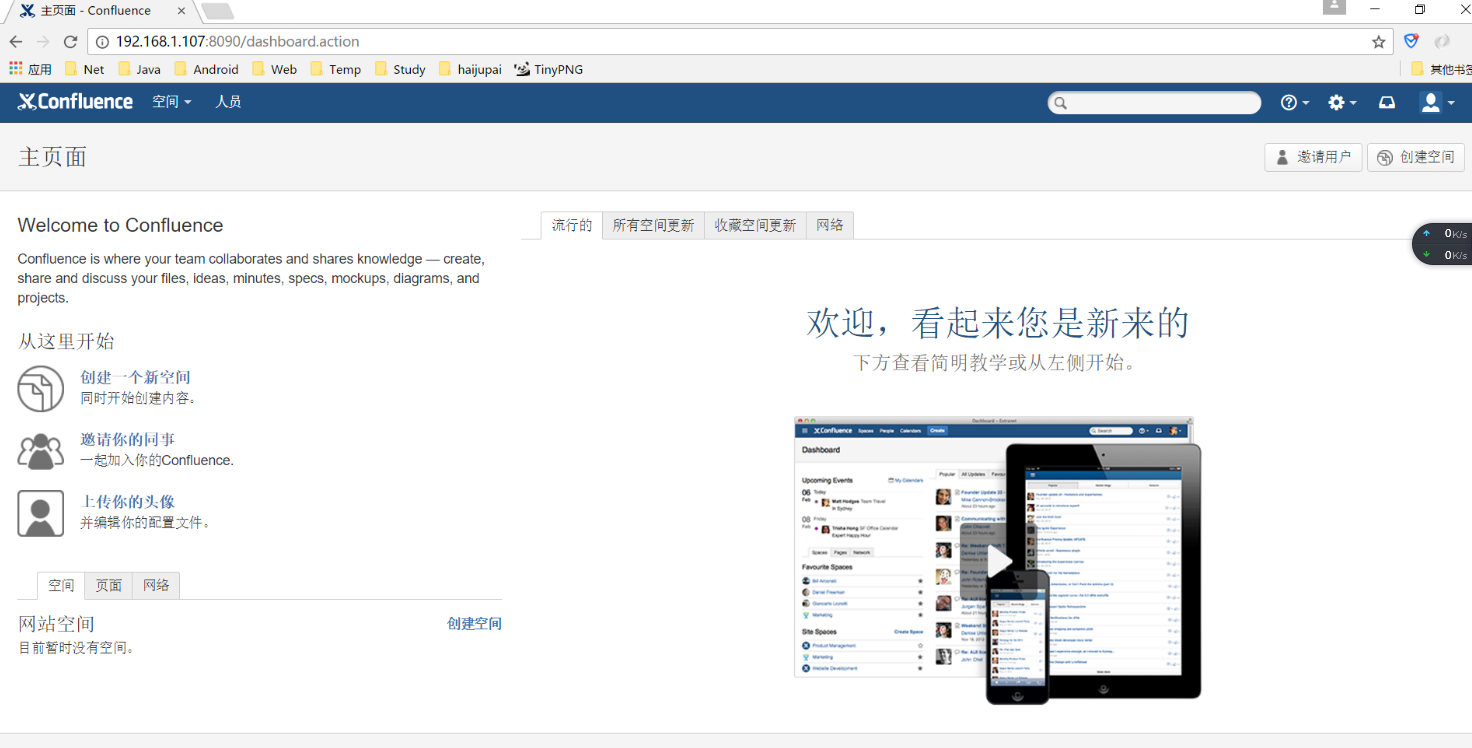 主页面 - Confluence
192.168.1.107:8090/dashboard.action
应用 Net Java Android Web Temp Study haijupai TinyPNG 其他书签
Confluence 空间 人员
主页面
邀请用户 创建空间
Welcome to Confluence
Confluence is where your team collaborates and shares knowledge — create,
share and discuss your files, ideas, minutes, specs, mockups, diagrams, and
projects.
从这里开始
创建一个新空间
同时开始创建内容。
邀请你的同事
一起加入你的Confluence.
上传你的头像
并编辑你的配置文件。
空间 页面 网络
网站空间 创建空间
目前暂时没有空间。
流行的 所有空间更新 收藏空间更新 网络
0K/s
0K/s
欢迎，看起来您是新来的
下方查看简明教学或从左侧开始。
Confluence Spaces People Calendars Create Search
Dashboard
Upcoming Events My Calendars
06 Today
Feb Matt Hodges Team Travel
In Sydney
08 Friday
Feb Trisha Hong SF Office Calendar
Expert Happy Hour
Spaces Pages Network
Favourite Spaces
Bill Arconati
Daniel Freeman
Giancarlo Lionetti
Marketing
Site Spaces Create Space
Product Management
Marketing
Website Development
Popular All Updates